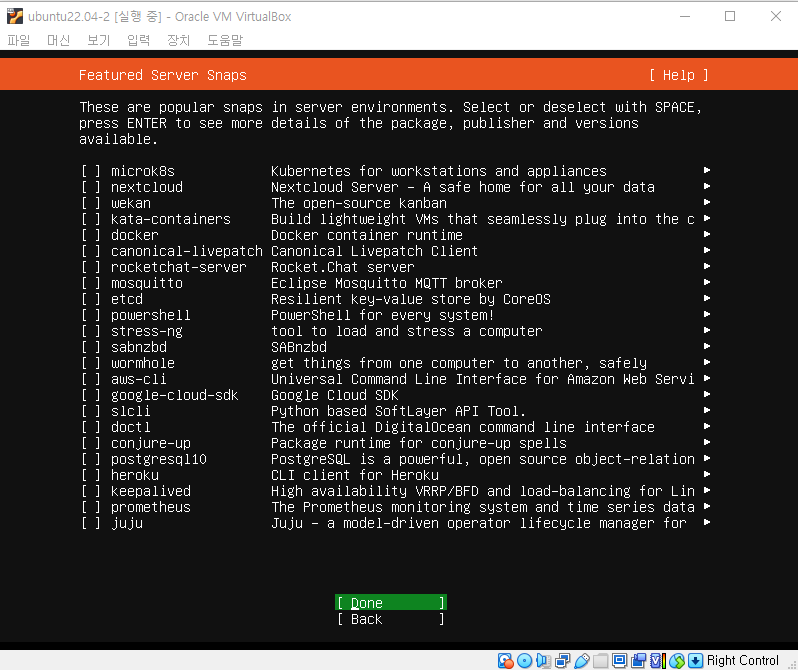 ubuntu22.04-2 [실행 중] - Oracle VM VirtualBox
파일 머신 보기 입력 장치 도움말
Featured Server Snaps [ Help ]
These are popular snaps in server environments. Select or deselect with SPACE,
press ENTER to see more details of the package, publisher and versions
available.
[ ] microk8s Kubernetes for workstations and appliances ▸
[ ] nextcloud Nextcloud Server - A safe home for all your data ▸
[ ] wekan The open-source kanban ▸
[ ] kata-containers Build lightweight VMs that seamlessly plug into the c ▸
[ ] docker Docker container runtime ▸
[ ] canonical-livepatch Canonical Livepatch Client ▸
[ ] rocketchat-server Rocket.Chat server ▸
[ ] mosquitto Eclipse Mosquitto MQTT broker ▸
[ ] etcd Resilient key-value store by CoreOS ▸
[ ] powershell PowerShell for every system! ▸
[ ] stress-ng tool to load and stress a computer ▸
[ ] sabnzbd SABnzbd ▸
[ ] wormhole get things from one computer to another, safely ▸
[ ] aws-cli Universal Command Line Interface for Amazon Web Servi ▸
[ ] google-cloud-sdk Google Cloud SDK ▸
[ ] slcli Python based SoftLayer API Tool. ▸
[ ] doctl The official DigitalOcean command line interface ▸
[ ] conjure-up Package runtime for conjure-up spells ▸
[ ] postgresql10 PostgreSQL is a powerful, open source object-relation ▸
[ ] heroku CLI client for Heroku ▸
[ ] keepalived High availability VRRP/BFD and load-balancing for Lin ▸
[ ] prometheus The Prometheus monitoring system and time series data ▸
[ ] juju Juju - a model-driven operator lifecycle manager for ▸
[ Done ]
[ Back ]
Right Control